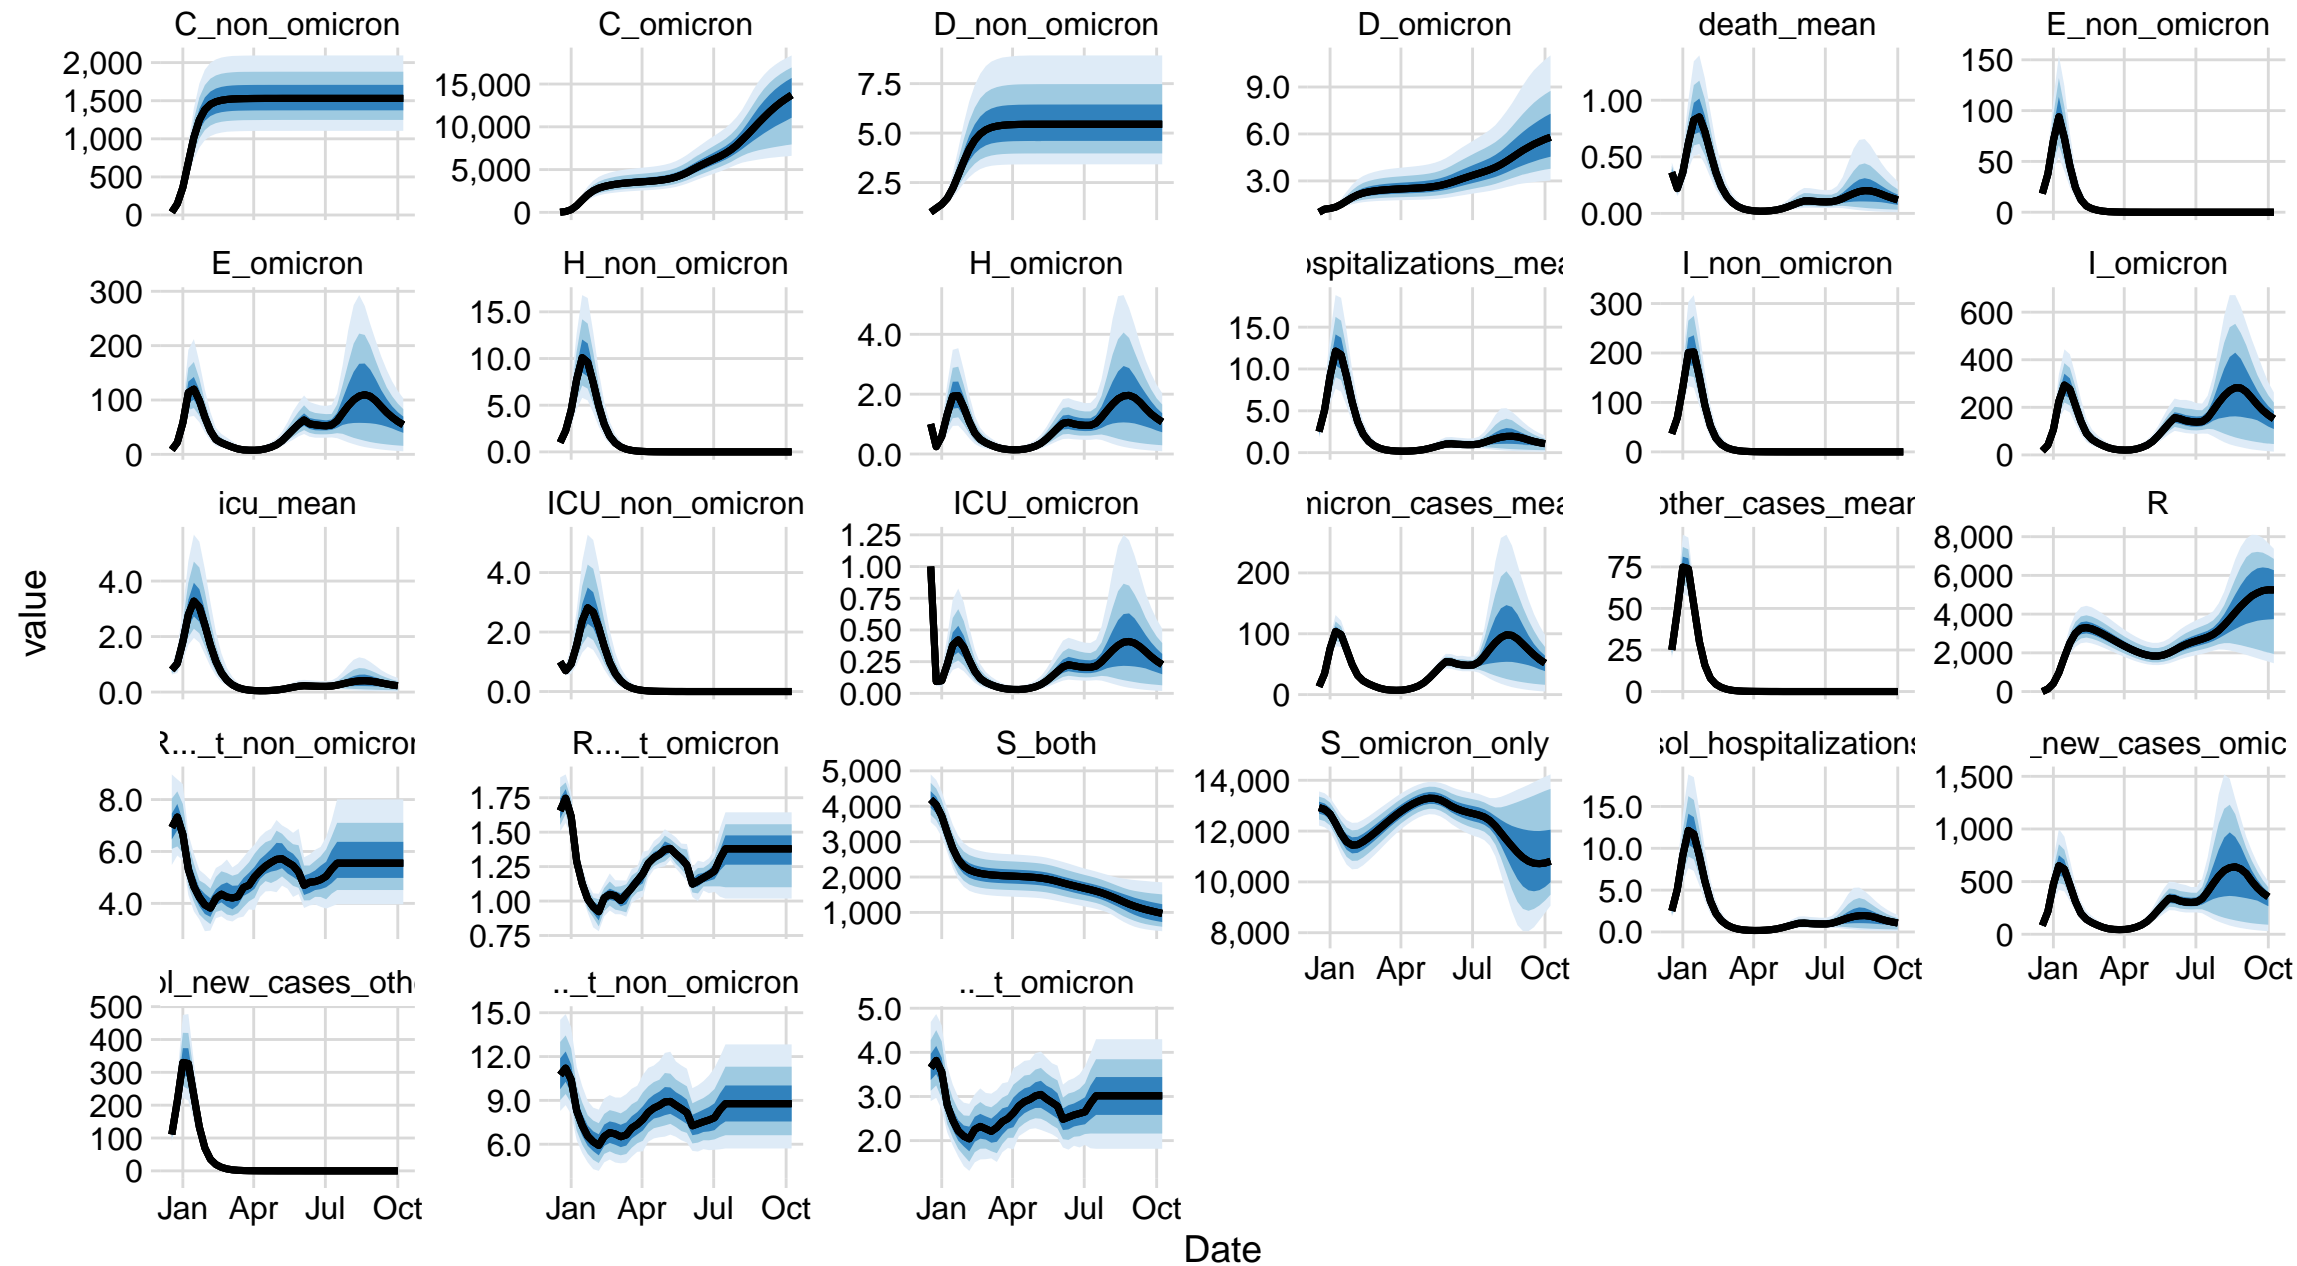 C_non_omicron C_omicron D_non_omicron D_omicron death_mean E_non_omicron
2,000 1,500 1,000 500 0
15,000 10,000 5,000 0
7.5 5.0 2.5
9.0 6.0 3.0
1.00 0.50 0.00
150 100 50 0
E_omicron H_non_omicron H_omicron spitalizations_mea I_non_omicron I_omicron
300 200 100 0
15.0 10.0 5.0 0.0
4.0 2.0 0.0
15.0 10.0 5.0 0.0
300 200 100 0
600 400 200 0
icu_mean ICU_non_omicron ICU_omicron micron_cases_mea other_cases_mean R
4.0 2.0 0.0
4.0 2.0 0.0
1.25 1.00 0.75 0.50 0.25 0.00
200 100 0
75 50 25 0
8,000 6,000 4,000 2,000 0
value
R..._t_non_omicron R..._t_omicron S_both S_omicron_only sol_hospitalizations _new_cases_omic
8.0 6.0 4.0
1.75 1.50 1.25 1.00 0.75
5,000 4,000 3,000 2,000 1,000
14,000 12,000 10,000 8,000
15.0 10.0 5.0 0.0
1,500 1,000 500 0
Jan Apr Jul Oct Jan Apr Jul Oct Jan Apr Jul Oct
ol_new_cases_oth .._t_non_omicron .._t_omicron
500 400 300 200 100 0
15.0 12.0 9.0 6.0
5.0 4.0 3.0 2.0
Jan Apr Jul Oct Jan Apr Jul Oct Jan Apr Jul Oct
Date